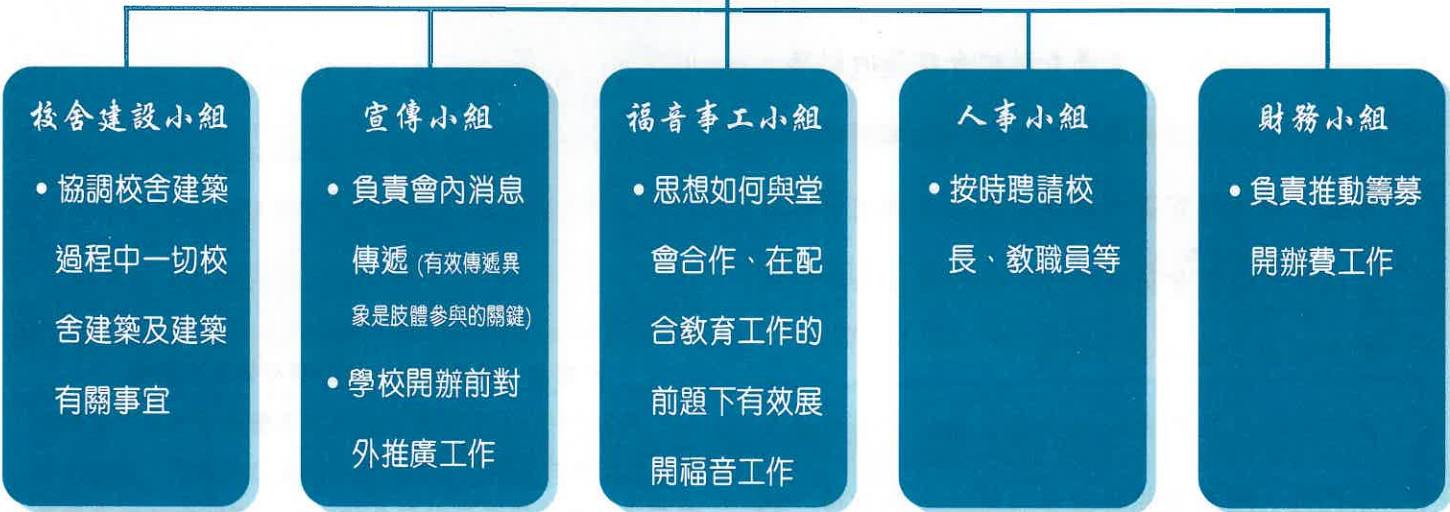 校舍建設小組
• 協調校舍建築
過程中一切校
舍建築及建築
有關事宜
宣傳小組
• 負責會內消息
傳遞 (有效傳遞異
象是肢體參與的關鍵)
• 學校開辦前對
外推廣工作
福音事工小組
• 思想如何與堂
會合作、在配
合教育工作的
前題下有效展
開福音工作
人事小組
• 按時聘請校
長、教職員等
財務小組
• 負責推動籌募
開辦費工作